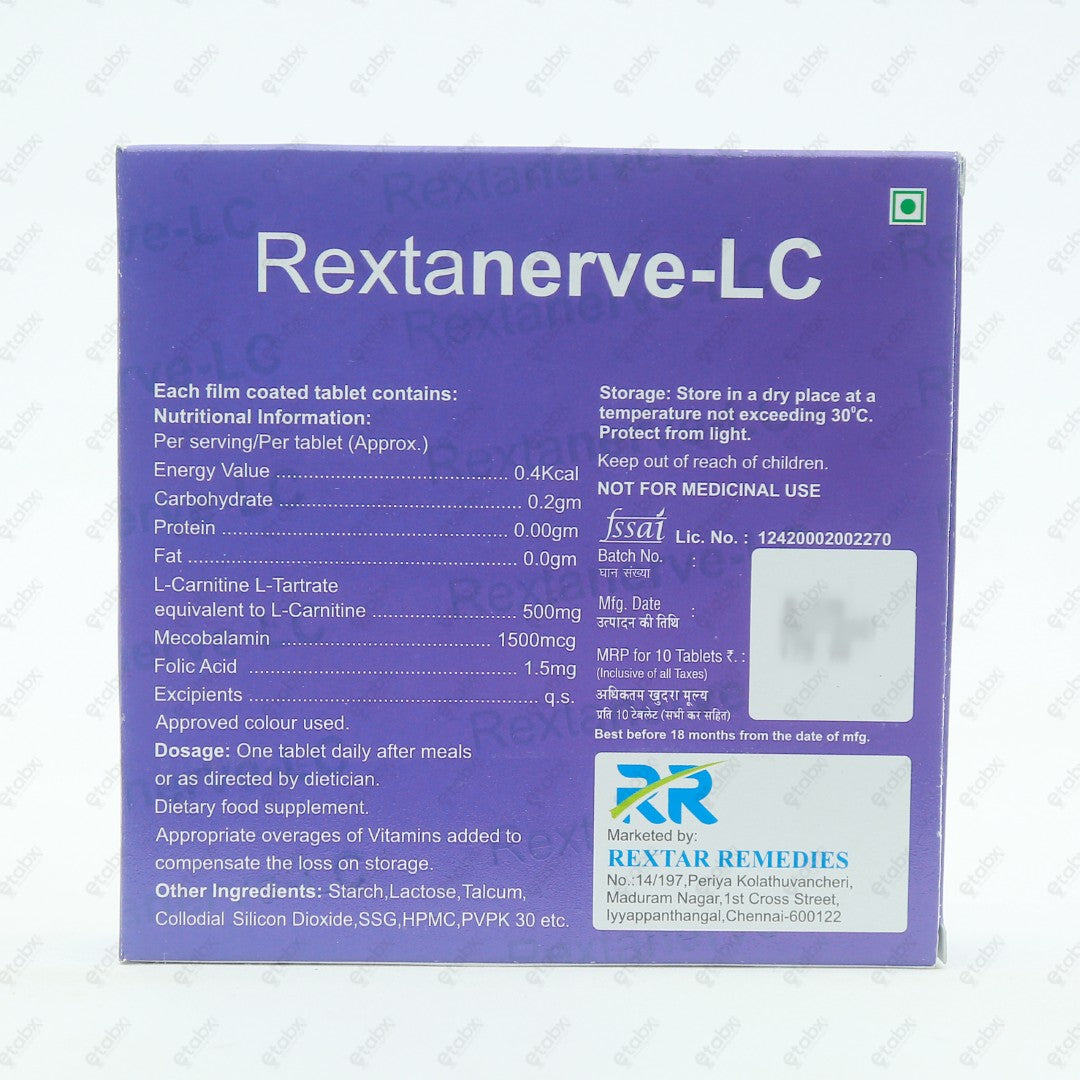 Rextanerve-LC
Each film coated tablet contains:
Nutritional Information:
Per serving/Per tablet (Approx.)
Energy Value ........................................... 0.4Kcal
Carbohydrate ............................................. 0.2gm
Protein ..................................................... 0.00gm
Fat ............................................................. 0.0gm
L-Carnitine L-Tartrate
equivalent to L-Carnitine ........................... 500mg
Mecobalamin ....................................... 1500mcg
Folic Acid .................................................. 1.5mg
Excipients ...................................................... q.s.
Approved colour used.
Dosage: One tablet daily after meals
or as directed by dietician.
Dietary food supplement.
Appropriate overages of Vitamins added to
compensate the loss on storage.
Other Ingredients: Starch,Lactose,Talcum,
Collodial Silicon Dioxide,SSG,HPMC,PVPK 30 etc.
Storage: Store in a dry place at a
temperature not exceeding 30⁰C.
Protect from light.
Keep out of reach of children.
NOT FOR MEDICINAL USE
fssai Lic. No. : 12420002002270
Batch No. :
घान संख्या
Mfg. Date :
उत्पादन की तिथि
MRP for 10 Tablets ₹. :
(Inclusive of all Taxes)
अधिकतम खुदरा मूल्य
प्रति 10 टेबलेट (सभी कर सहित)
Best before 18 months from the date of mfg.
RR
Marketed by:
REXTAR REMEDIES
No.:14/197,Periya Kolathuvancheri,
Maduram Nagar,1st Cross Street,
Iyyappanthangal,Chennai-600122